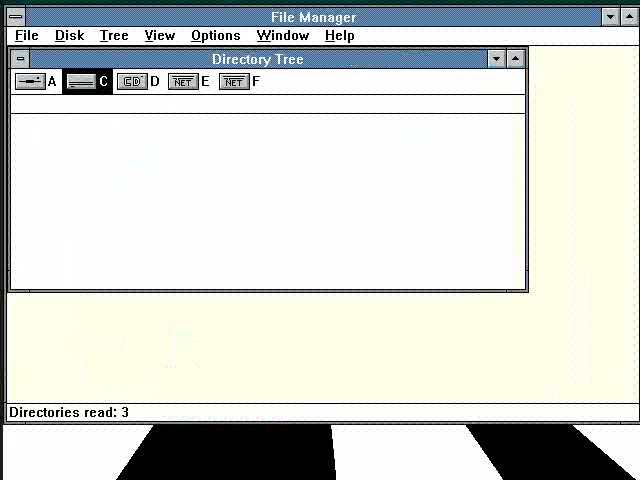 File Manager
File Disk Tree View Options Window Help
Directory Tree
A C CD D NET E NET F
Directories read: 3